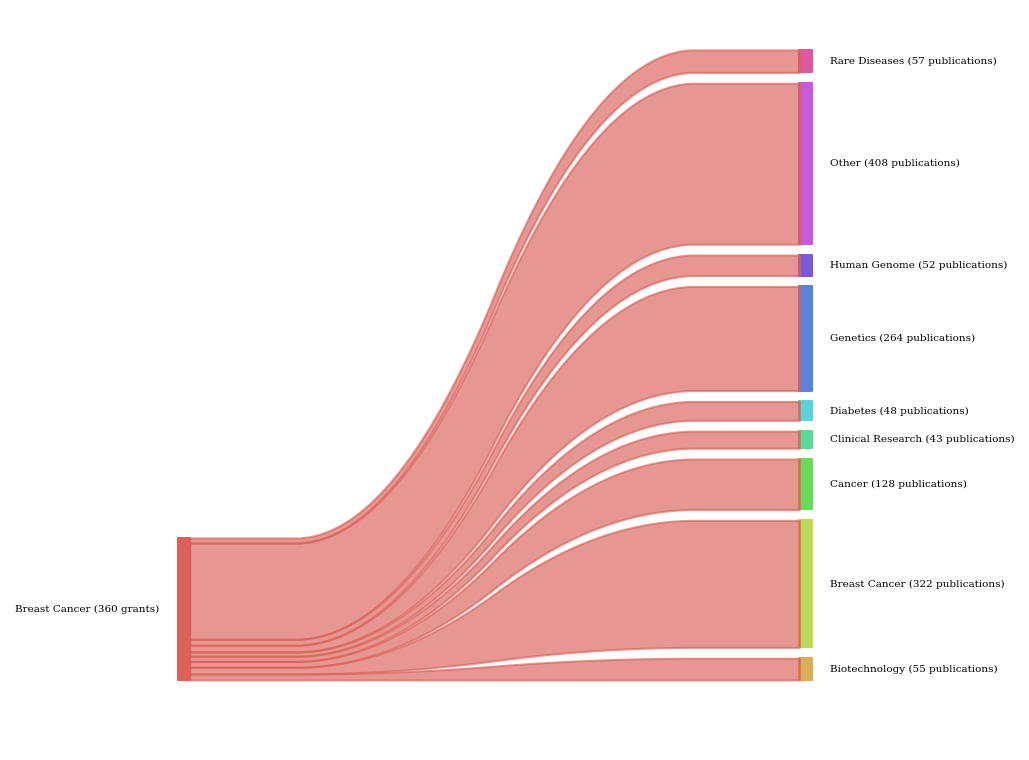 Rare Diseases (57 publications)
Other (408 publications)
Human Genome (52 publications)
Genetics (264 publications)
Diabetes (48 publications)
Clinical Research (43 publications)
Cancer (128 publications)
Breast Cancer (322 publications)
Breast Cancer (360 grants)
Biotechnology (55 publications)